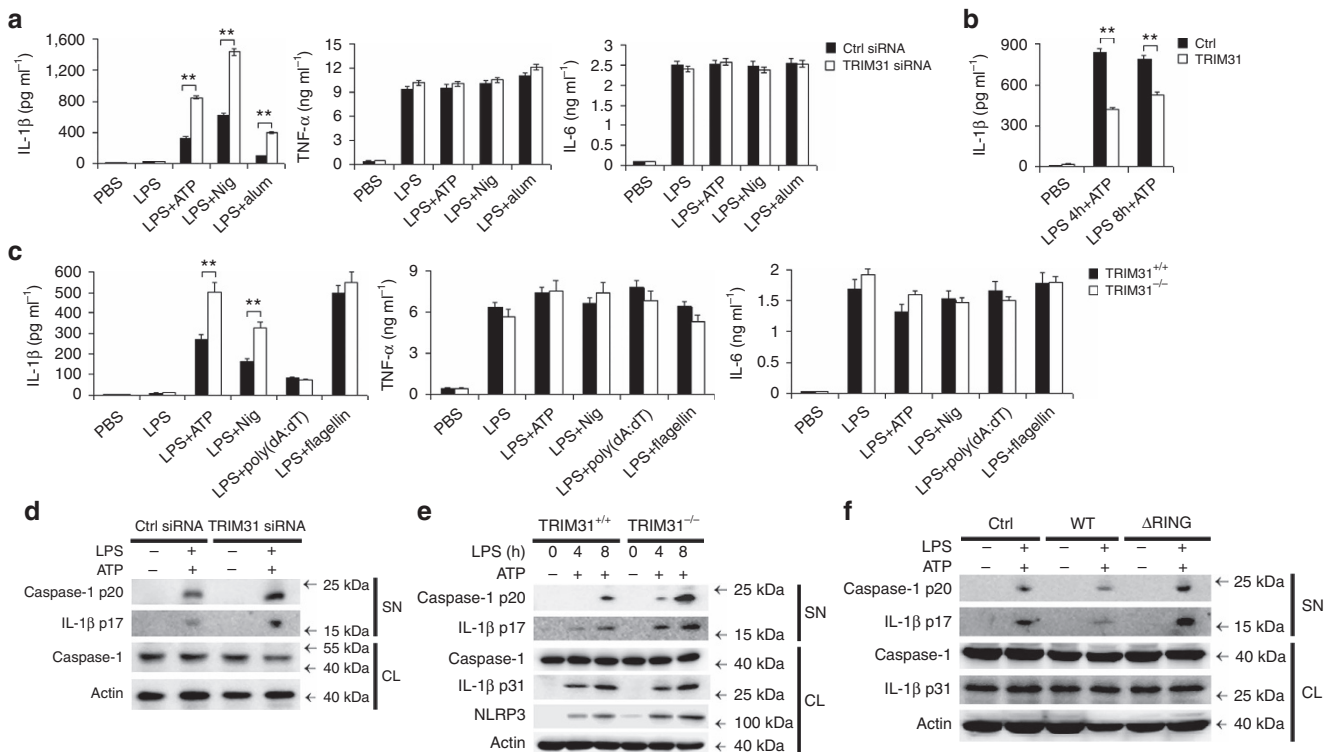 a
IL-1β (pg ml⁻¹)
1,600
1,200
800
400
0
**
**
**
PBS
LPS
LPS+ATP
LPS+Nig
LPS+alum
TNF-α (ng ml⁻¹)
15
12
9
6
3
0
PBS
LPS
LPS+ATP
LPS+Nig
LPS+alum
IL-6 (ng ml⁻¹)
3
2.5
2
1.5
1
0.5
0
PBS
LPS
LPS+ATP
LPS+Nig
LPS+alum
Ctrl siRNA
TRIM31 siRNA
b
IL-1β (pg ml⁻¹)
900
600
300
0
**
**
PBS
LPS 4h+ATP
LPS 8h+ATP
Ctrl
TRIM31
c
IL-1β (pg ml⁻¹)
600
500
400
300
200
100
0
**
**
PBS
LPS
LPS+ATP
LPS+Nig
LPS+poly(dA:dT)
LPS+flagellin
TNF-α (ng ml⁻¹)
9
6
3
0
PBS
LPS
LPS+ATP
LPS+Nig
LPS+poly(dA:dT)
LPS+flagellin
IL-6 (ng ml⁻¹)
2
1.5
1
0.5
0
PBS
LPS
LPS+ATP
LPS+Nig
LPS+poly(dA:dT)
LPS+flagellin
TRIM31⁺/⁺
TRIM31⁻/⁻
d
Ctrl siRNA TRIM31 siRNA
LPS – + – +
ATP – + – +
Caspase-1 p20 ← 25 kDa
IL-1β p17 ← 15 kDa
SN
Caspase-1 ← 55 kDa
← 40 kDa
Actin ← 40 kDa
CL
e
TRIM31⁺/⁺ TRIM31⁻/⁻
LPS (h) 0 4 8 0 4 8
ATP – + + – + +
Caspase-1 p20 ← 25 kDa
IL-1β p17 ← 15 kDa
SN
Caspase-1 ← 40 kDa
IL-1β p31 ← 25 kDa
NLRP3 ← 100 kDa
Actin ← 40 kDa
CL
f
Ctrl WT ΔRING
LPS – + – + – +
ATP – + – + – +
Caspase-1 p20 ← 25 kDa
IL-1β p17 ← 15 kDa
SN
Caspase-1 ← 40 kDa
IL-1β p31 ← 25 kDa
Actin ← 40 kDa
CL